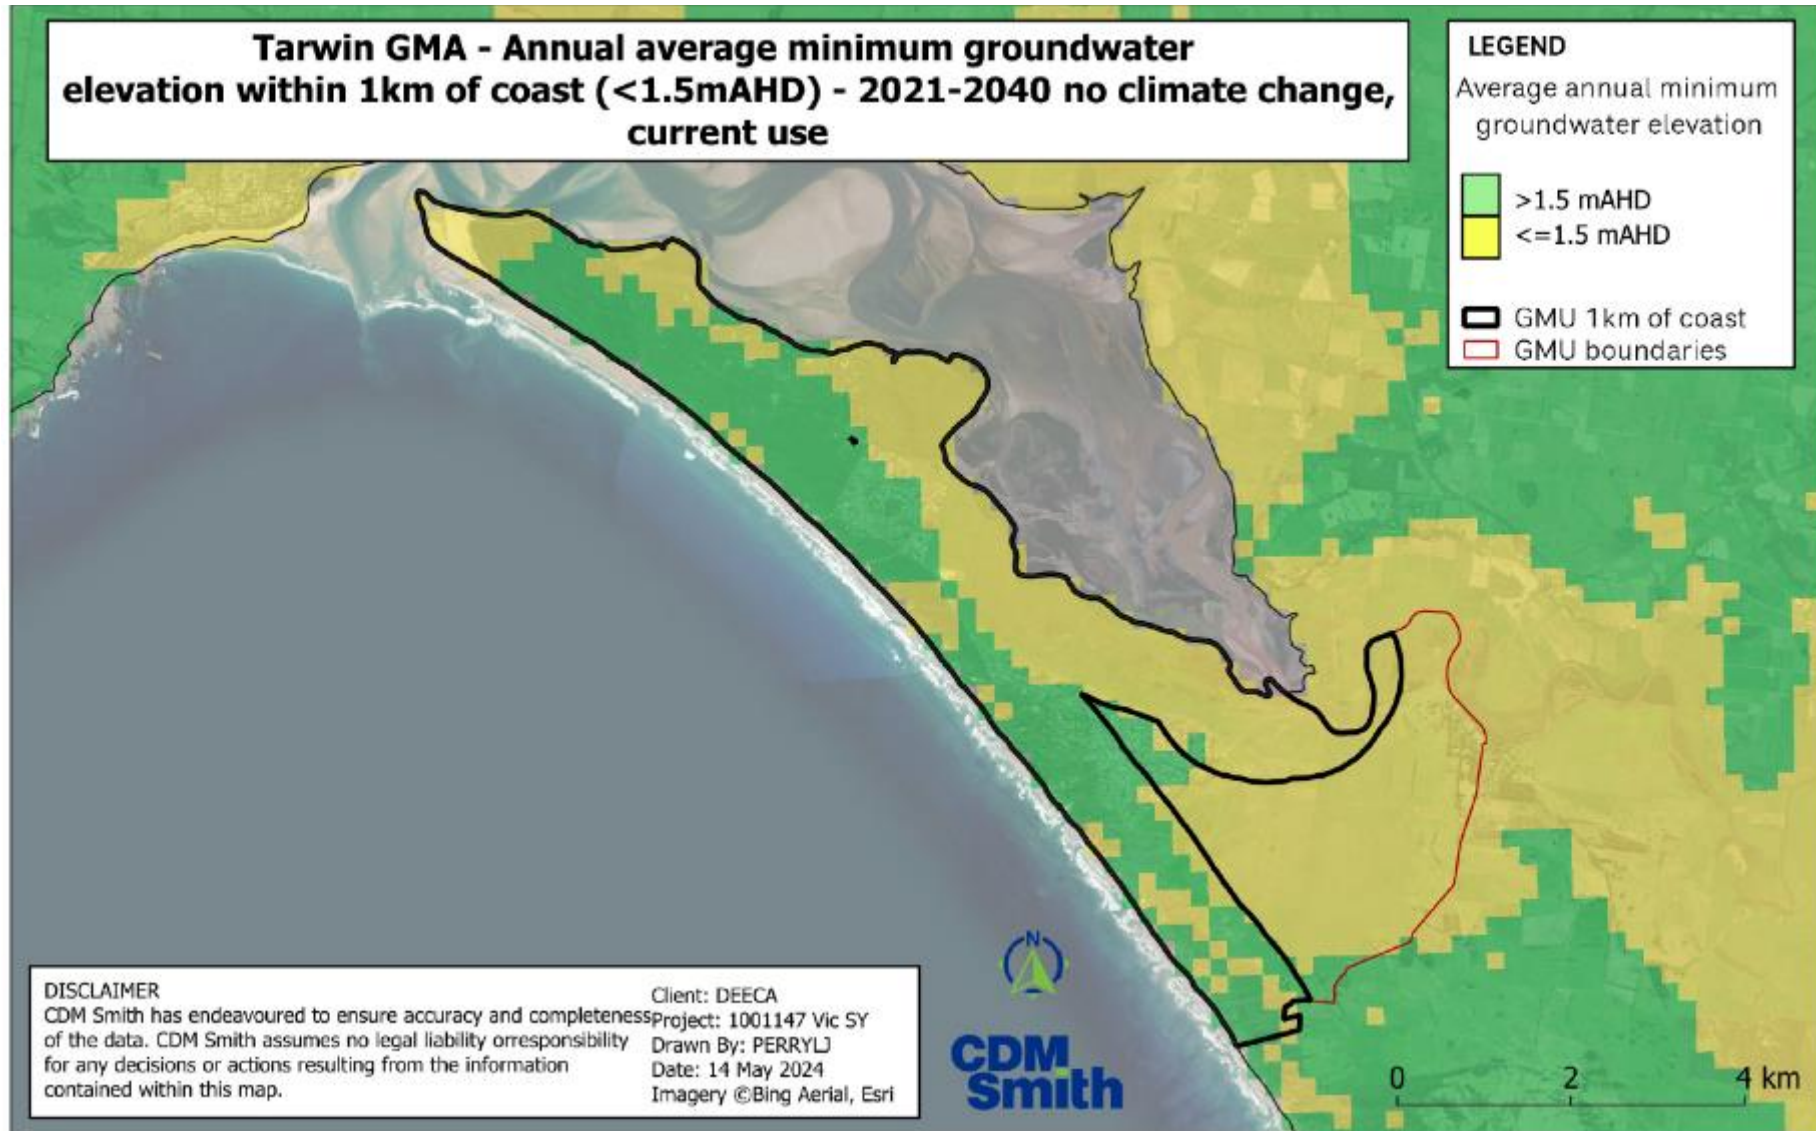 Tarwin GMA - Annual average minimum groundwater
elevation within 1km of coast (<1.5mAHD) - 2021-2040 no climate change,
current use
LEGEND
Average annual minimum
groundwater elevation
>1.5 mAHD
<=1.5 mAHD
GMU 1km of coast
GMU boundaries
DISCLAIMER
CDM Smith has endeavoured to ensure accuracy and completeness
of the data. CDM Smith assumes no legal liability orresponsibility
for any decisions or actions resulting from the information
contained within this map.
Client: DEECA
Project: 1001147 Vic SY
Drawn By: PERRYLJ
Date: 14 May 2024
Imagery ©Bing Aerial, Esri
N
CDM
Smith
0 2 4 km